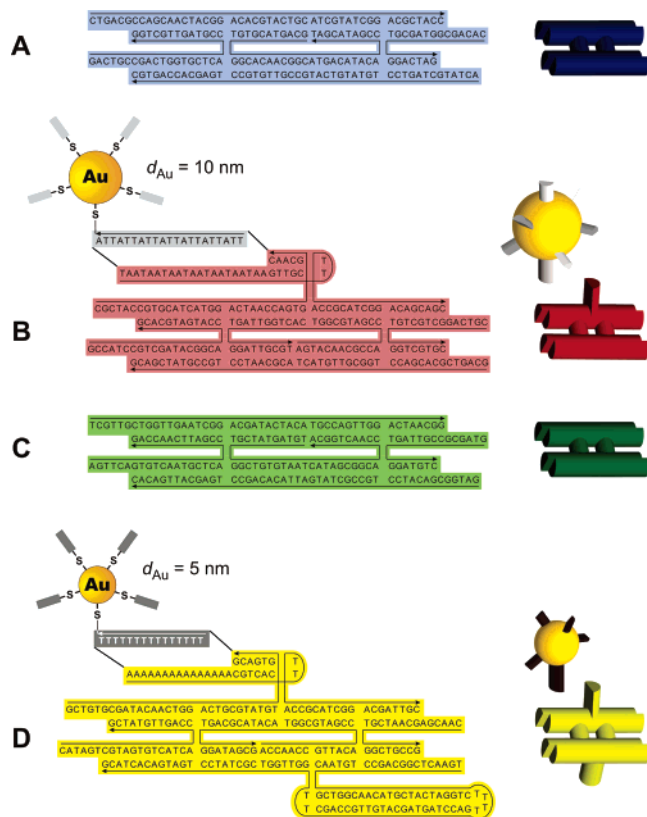 CTGACGCCAGCAACTACGG ACACGTACTGC ATCGTATCGG ACGCTACC
A
GGTCGTTGATGCC TGTGCATGACG TAGCATAGCC TGCGATGGCGACAC
GACTGCCGACTGGTGCTCA GGCACAACGGCATGACATACA GGACTAG
CGTGACCACGAGT CCGTGTTGCCGTACTGTATGT CCTGATCGTATCA
S S
Au
d_Au = 10 nm
S S
S
ATTATTATTATTATTATTATT
CAACG T
TAATAATAATAATAATAATAAGTTGC T
CGCTACCGTGCATCATGG ACTAACCAGTG ACCGCATCGG ACAGCAGC
B
GCACGTAGTACC TGATTGGTCAC TGGCGTAGCC TGTCGTCGGACTGC
GCCATCCGTCGATACGGCA GGATTGCGT AGTACAACGCCA GGTCGTGC
GCAGCTATGCCGT CCTAACGCA TCATGTTGCGGT CCAGCACGCTGACG
TCGTTGCTGGTTGAATCGG ACGATACTACA TGCCAGTTGG ACTAACGG
C
GACCAACTTAGCC TGCTATGATGT ACGGTCAACC TGATTGCCGCGATG
AGTTCAGTGTCAATGCTCA GGCTGTGTAATCATAGCGGCA GGATGTC
CACAGTTACGAGT CCGACACATTAGTATCGCCGT CCTACAGCGGTAG
S S
Au
d_Au = 5 nm
S S
S
TTTTTTTTTTTTTTT
GCAGTG T
AAAAAAAAAAAAAAACGTCAC T
GCTGTGCGATACAACTGG ACTGCGTATGT ACCGCATCGG ACGATTGC
D
GCTATGTTGACC TGACGCATACA TGGCGTAGCC TGCTAACGAGCAAC
CATAGTCGTAGTGTCATCA GGATAGCG ACCAACC GTTACA GGCTGCCG
GCATCACAGTAGT CCTATCGC TGGTTGG CAATGT CCGACGGCTCAAGT
T GCTGGCAACATGCTACTAGGTC T T
T CGACCGTTGTACGATGATCCAG T T